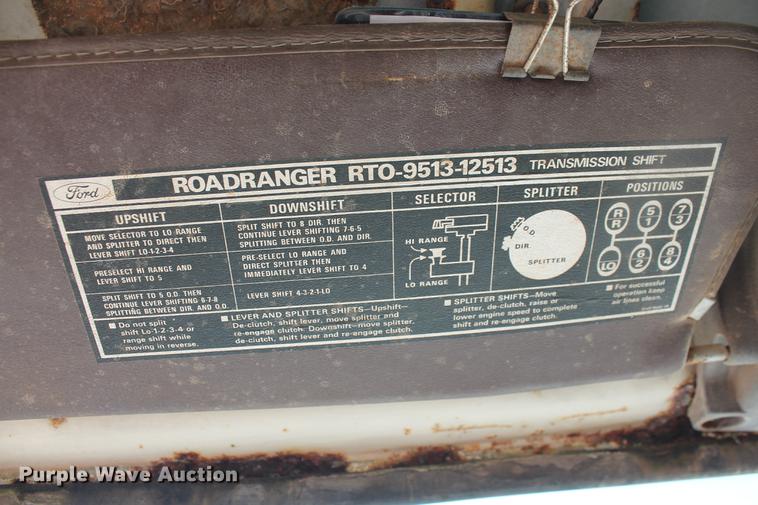 Ford
ROADRANGER RTO-9513-12513 TRANSMISSION SHIFT
UPSHIFT
MOVE SELECTOR TO LO RANGE
AND SPLITTER TO DIRECT THEN
LEVER SHIFT LO-1-2-3-4
PRESELECT HI RANGE AND
LEVER SHIFT TO 5
SPLIT SHIFT TO 5 O.D. THEN
CONTINUE LEVER SHIFTING 6-7-8
SPLITTING BETWEEN DIR. AND O.D.
DOWNSHIFT
SPLIT SHIFT TO 8 DIR. THEN
CONTINUE LEVER SHIFTING 7-6-5
SPLITTING BETWEEN O.D. AND DIR.
PRE-SELECT LO RANGE AND
DIRECT SPLITTER THEN
IMMEDIATELY LEVER SHIFT TO 4
LEVER SHIFT 4-3-2-1-LO
SELECTOR
HI RANGE
LO RANGE
SPLITTER
O.D.
DIR.
SPLITTER
POSITIONS
R 5 7
R 1 3
LO 6 8
2 4
■ Do not split
shift Lo-1-2-3-4 or
range shift while
moving in reverse.
■ LEVER AND SPLITTER SHIFTS—Upshift—
De-clutch, shift lever, move splitter and
re-engage clutch. Downshift—move splitter,
de-clutch, shift lever and re-engage clutch.
■ SPLITTER SHIFTS—Move
splitter, de-clutch, raise or
lower engine speed to complete
shift and re-engage clutch.
■ For successful
operation keep
air lines clean.
Purple Wave Auction